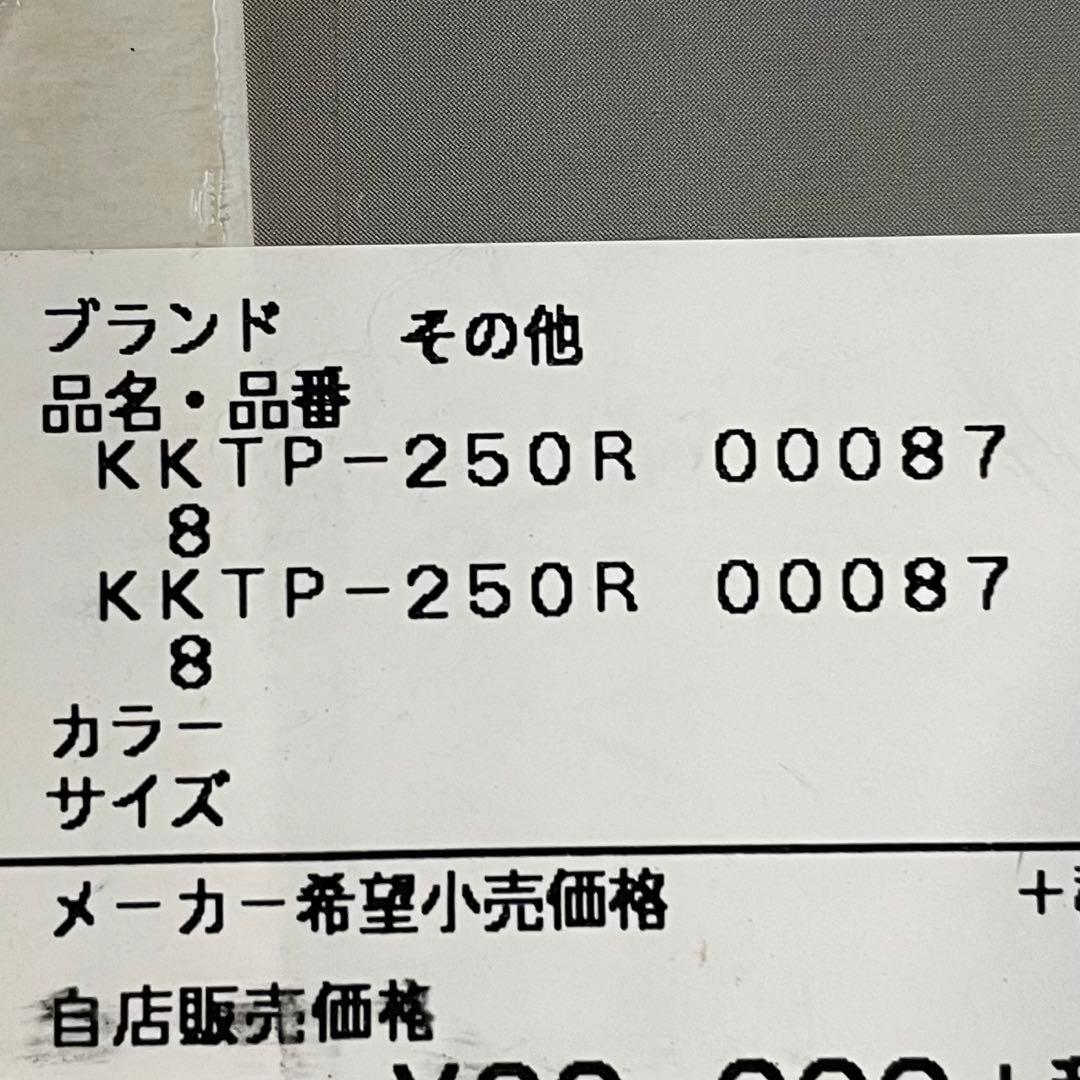 ブランド　その他
品名・品番
KKTP-250R 00087
8
KKTP-250R 00087
8
カラー
サイズ
メーカー希望小売価格　+
自店販売価格